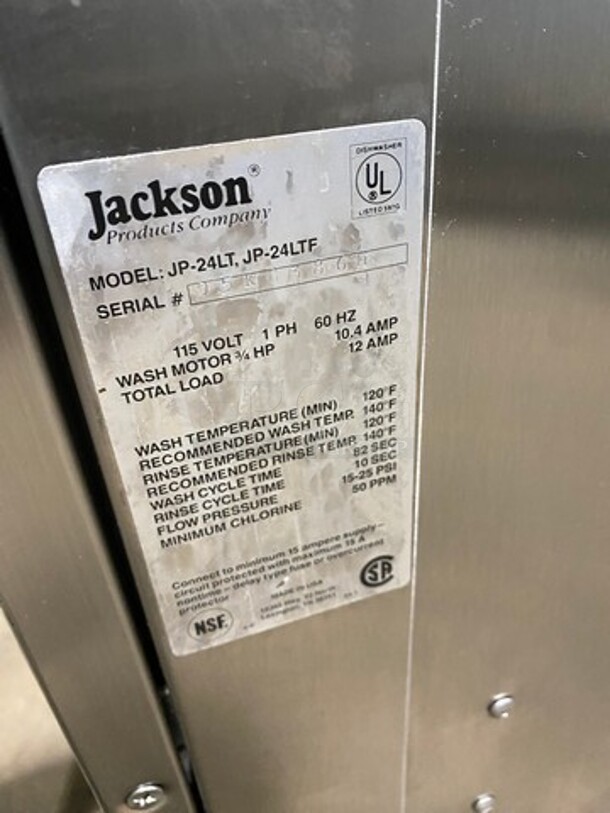 Jackson®
Products Company
DISHWASHER
UL
®
LISTED
MODEL: JP-24LT, JP-24LTF
SERIAL #
115 VOLT 1 PH 60 HZ
WASH MOTOR 3/4 HP 10.4 AMP
TOTAL LOAD 12 AMP
WASH TEMPERATURE (MIN) 120°F
RECOMMENDED WASH TEMP. 140°F
RINSE TEMPERATURE (MIN) 120°F
RECOMMENDED RINSE TEMP. 140°F
WASH CYCLE TIME 82 SEC
RINSE CYCLE TIME 10 SEC
FLOW PRESSURE 15-25 PSI
MINIMUM CHLORINE 50 PPM
Connect to minimum 15 ampere supply–
circuit protected with maximum 15 A
nontime – delay type fuse or overcurrent
protector
MADE IN USA
NSF.
SA